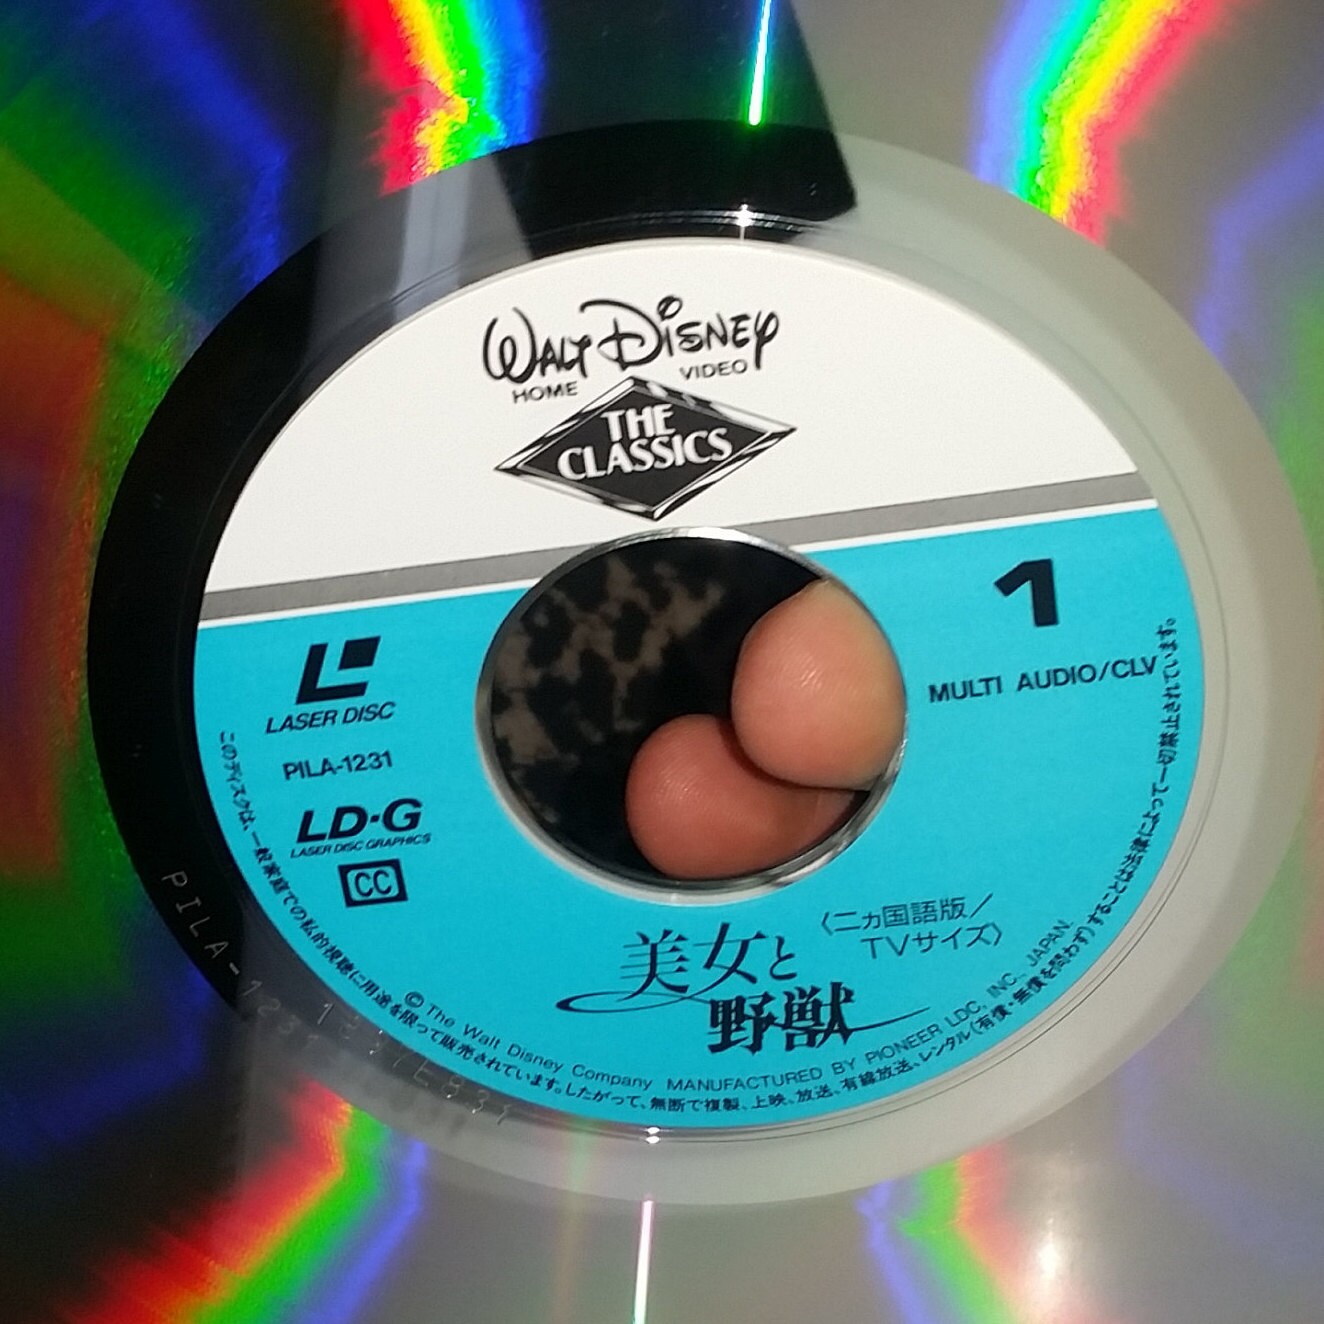 WALT DISNEY
HOME VIDEO
THE
CLASSICS
1
MULTI AUDIO/CLV
LASER DISC
PILA-1231
LD·G
LASER DISC GRAPHICS
CC
〈二ヵ国語版/
TVサイズ〉
美女と
野獣
© The Walt Disney Company MANUFACTURED BY PIONEER LDC, INC., JAPAN.
このディスクは、一般家庭での私的視聴に用途を限って販売されています。したがって、無断で複製、上映、放送、有線放送、レンタル(有償・無償を問わず)することは法律によって一切禁止されています。